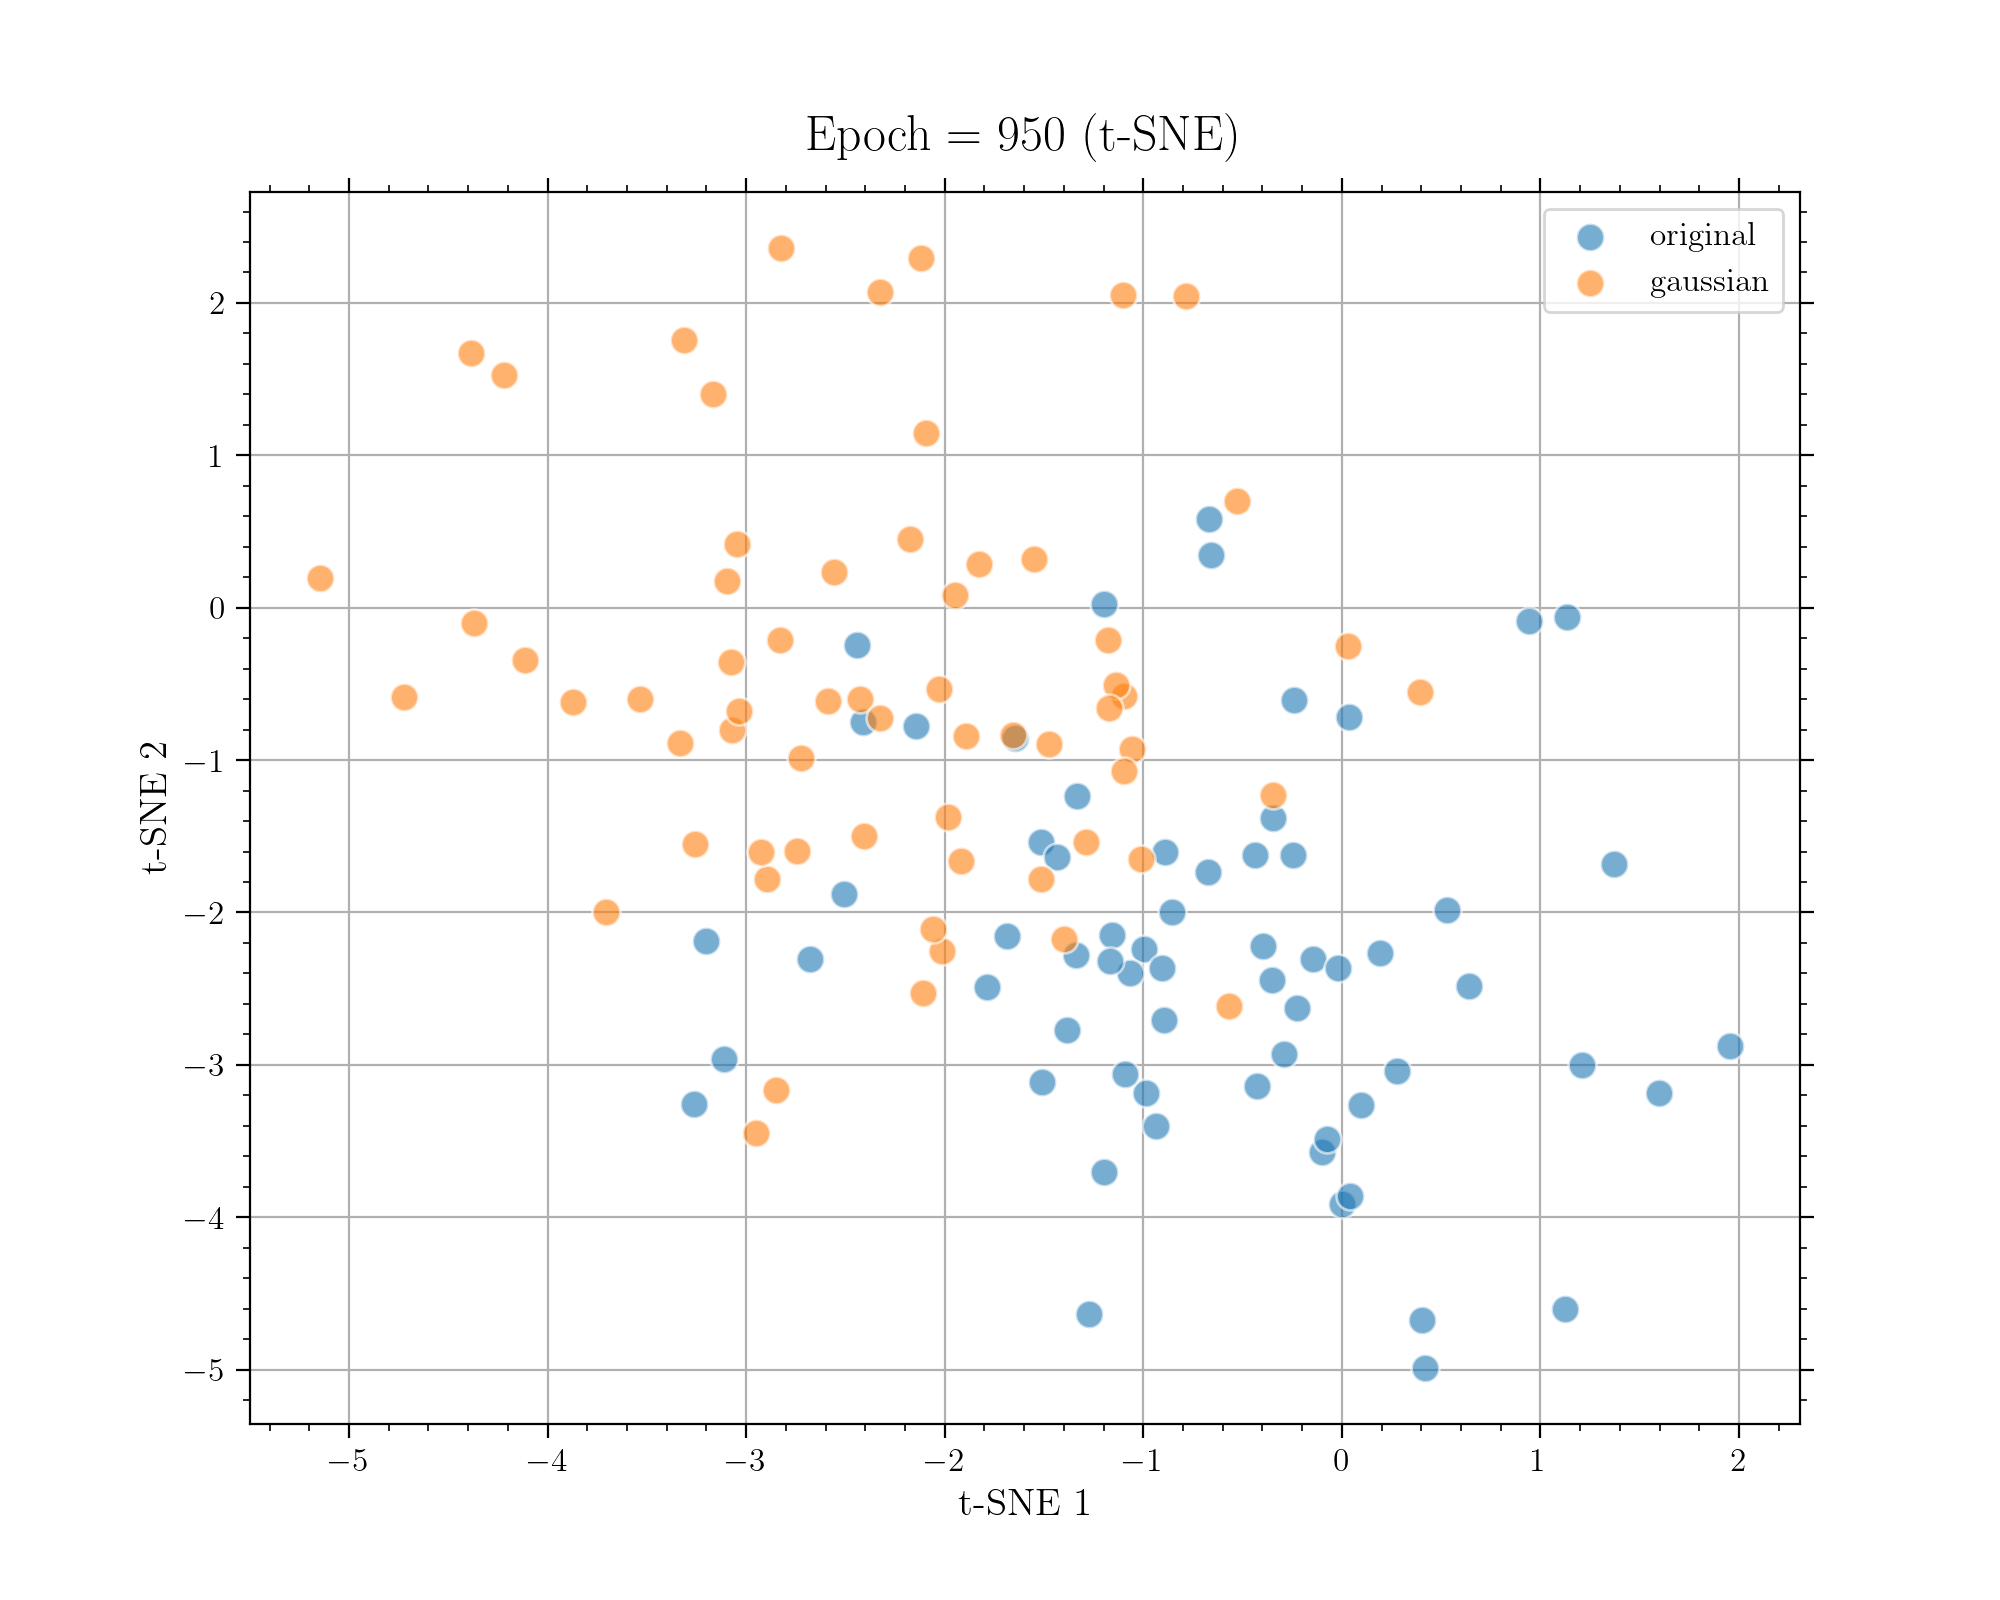 Epoch = 950 (t-SNE)
original
gaussian
2
1
0
−1
−2
−3
−4
−5
t-SNE 2
−5 −4 −3 −2 −1 0 1 2
t-SNE 1